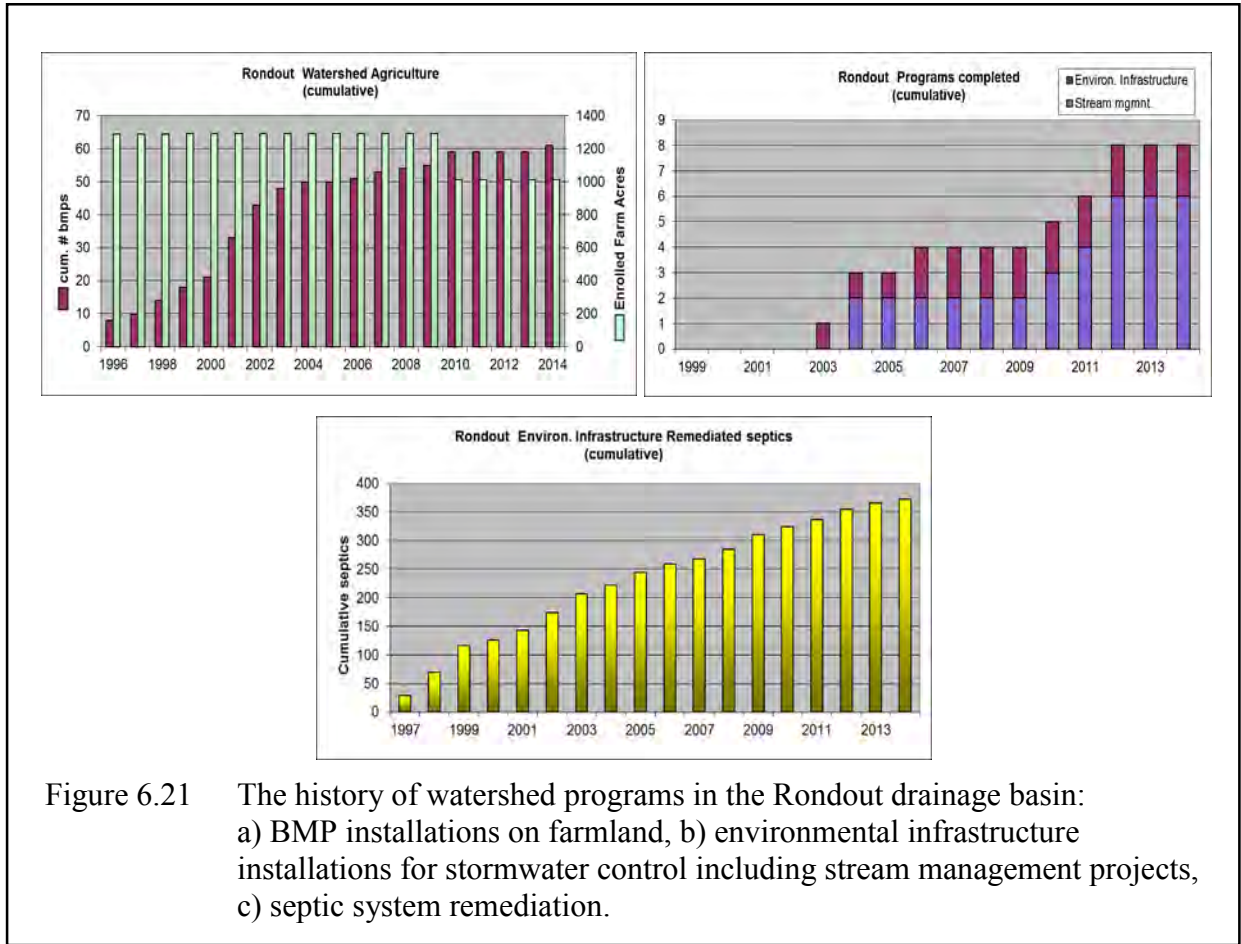 Rondout Watershed Agriculture
(cumulative)
70
60
50
40
30
20
10
0
cum. # bmps
1400
1200
1000
800
600
400
200
0
Enrolled Farm Acres
1996 1998 2000 2002 2004 2006 2008 2010 2012 2014
Rondout Programs completed
(cumulative)
Environ. Infrastructure
Stream mgmnt.
9
8
7
6
5
4
3
2
1
0
1999 2001 2003 2005 2007 2009 2011 2013
Rondout Environ. Infrastructure Remediated septics
(cumulative)
Cumulative septics
400
350
300
250
200
150
100
50
0
1997 1999 2001 2003 2005 2007 2009 2011 2013
Figure 6.21 The history of watershed programs in the Rondout drainage basin:
a) BMP installations on farmland, b) environmental infrastructure
installations for stormwater control including stream management projects,
c) septic system remediation.